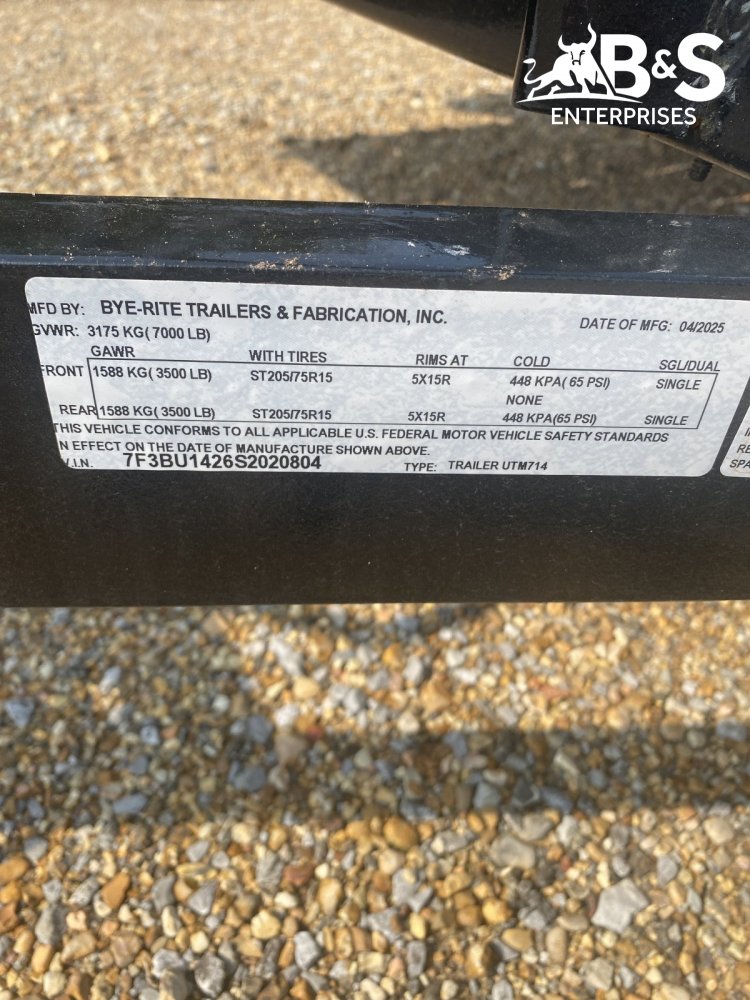 B&S
ENTERPRISES
MFD BY: BYE-RITE TRAILERS & FABRICATION, INC.
DATE OF MFG: 04/2025
GVWR: 3175 KG( 7000 LB)
GAWR WITH TIRES RIMS AT COLD SGL/DUAL
FRONT 1588 KG( 3500 LB) ST205/75R15 5X15R 448 KPA( 65 PSI) SINGLE
NONE
REAR 1588 KG( 3500 LB) ST205/75R15 5X15R 448 KPA(65 PSI) SINGLE
THIS VEHICLE CONFORMS TO ALL APPLICABLE U.S. FEDERAL MOTOR VEHICLE SAFETY STANDARDS
IN EFFECT ON THE DATE OF MANUFACTURE SHOWN ABOVE.
V.I.N. 7F3BU1426S2020804 TYPE: TRAILER UTM714